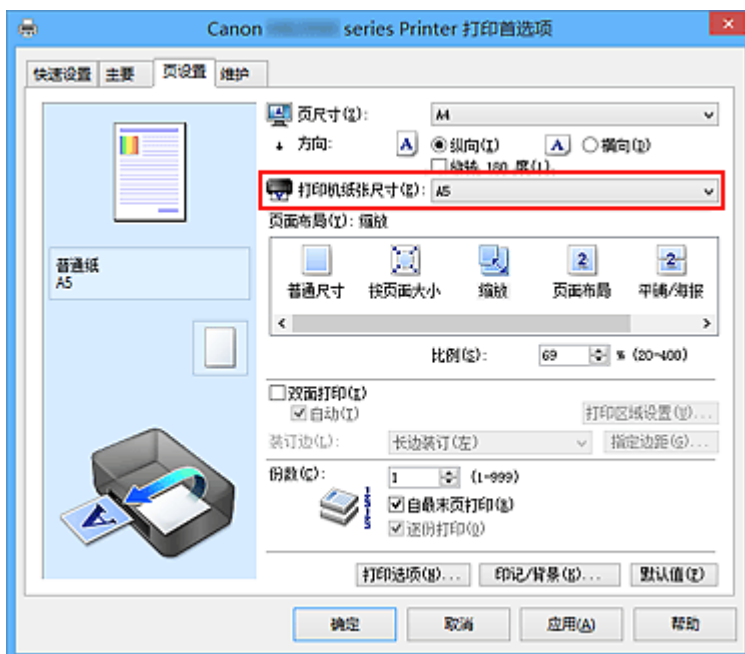 Canon series Printer 打印首选项
快速设置 主要 页设置 维护
页尺寸(Z): A4
方向: A 纵向(I) A 横向(D)
旋转 180 度(1).
打印机纸张尺寸(E): A5
页面布局(Y): 缩放
普通尺寸 按页面大小 缩放 页面布局 平铺/海报
普通纸
A5
比例(S): 69 % (20-400)
双面打印(X)
自动(T)
打印区域设置(U)...
装订边(L): 长边装订(左) 指定边距(G)...
份数(C): 1 (1-999)
自最末页打印(R)
逐份打印(O)
打印选项(N)... 印记/背景(K)... 默认值(F)
确定 取消 应用(A) 帮助